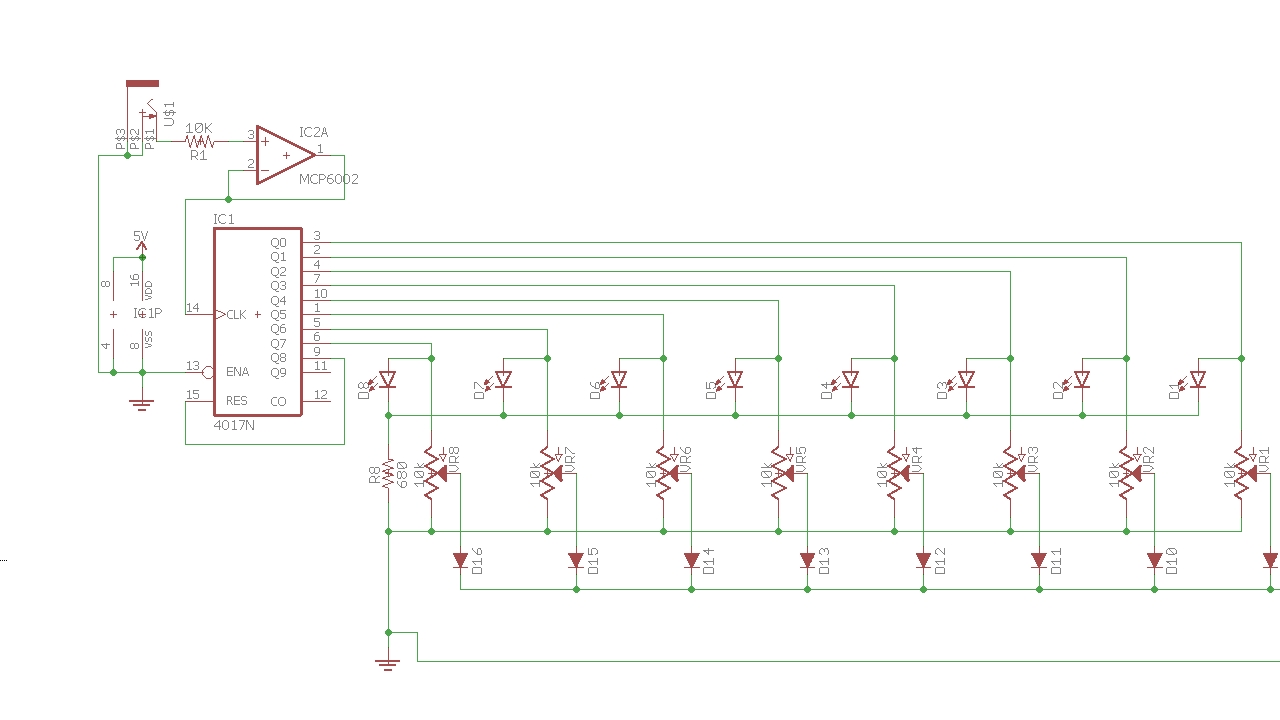 U$1
P$3
P$2
P$1
10K
R1
3
2
1
IC2A
MCP6002
IC1
5V
8
16
VDD
IC1P
4
8
VSS
14
CLK
13
ENA
15
RES
Q0 3
Q1 2
Q2 4
Q3 7
Q4 10
Q5 1
Q6 5
Q7 6
Q8 9
Q9 11
CO 12
4017N
D8
D7
D6
D5
D4
D3
D2
D1
R8
680
10k
VR8
10k
VR7
10k
VR6
10k
VR5
10k
VR4
10k
VR3
10k
VR2
10k
VR1
D16
D15
D14
D13
D12
D11
D10